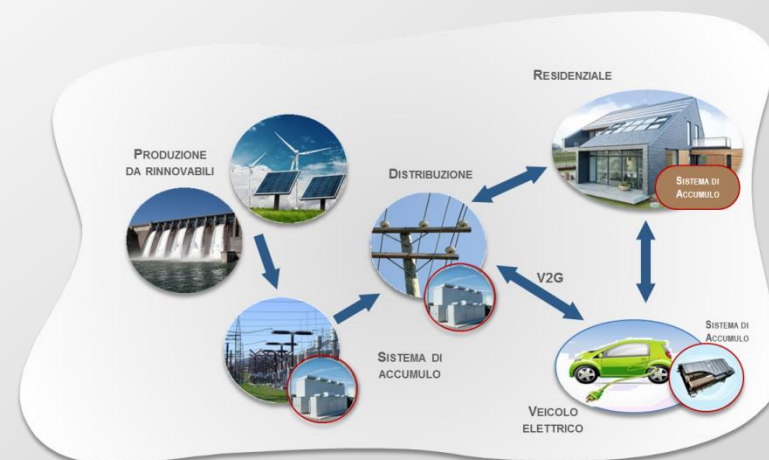 RESIDENZIALE
PRODUZIONE
DA RINNOVABILI
DISTRIBUZIONE
SISTEMA DI
ACCUMULO
V2G
SISTEMA DI
ACCUMULO
SISTEMA DI
ACCUMULO
VEICOLO
ELETTRICO